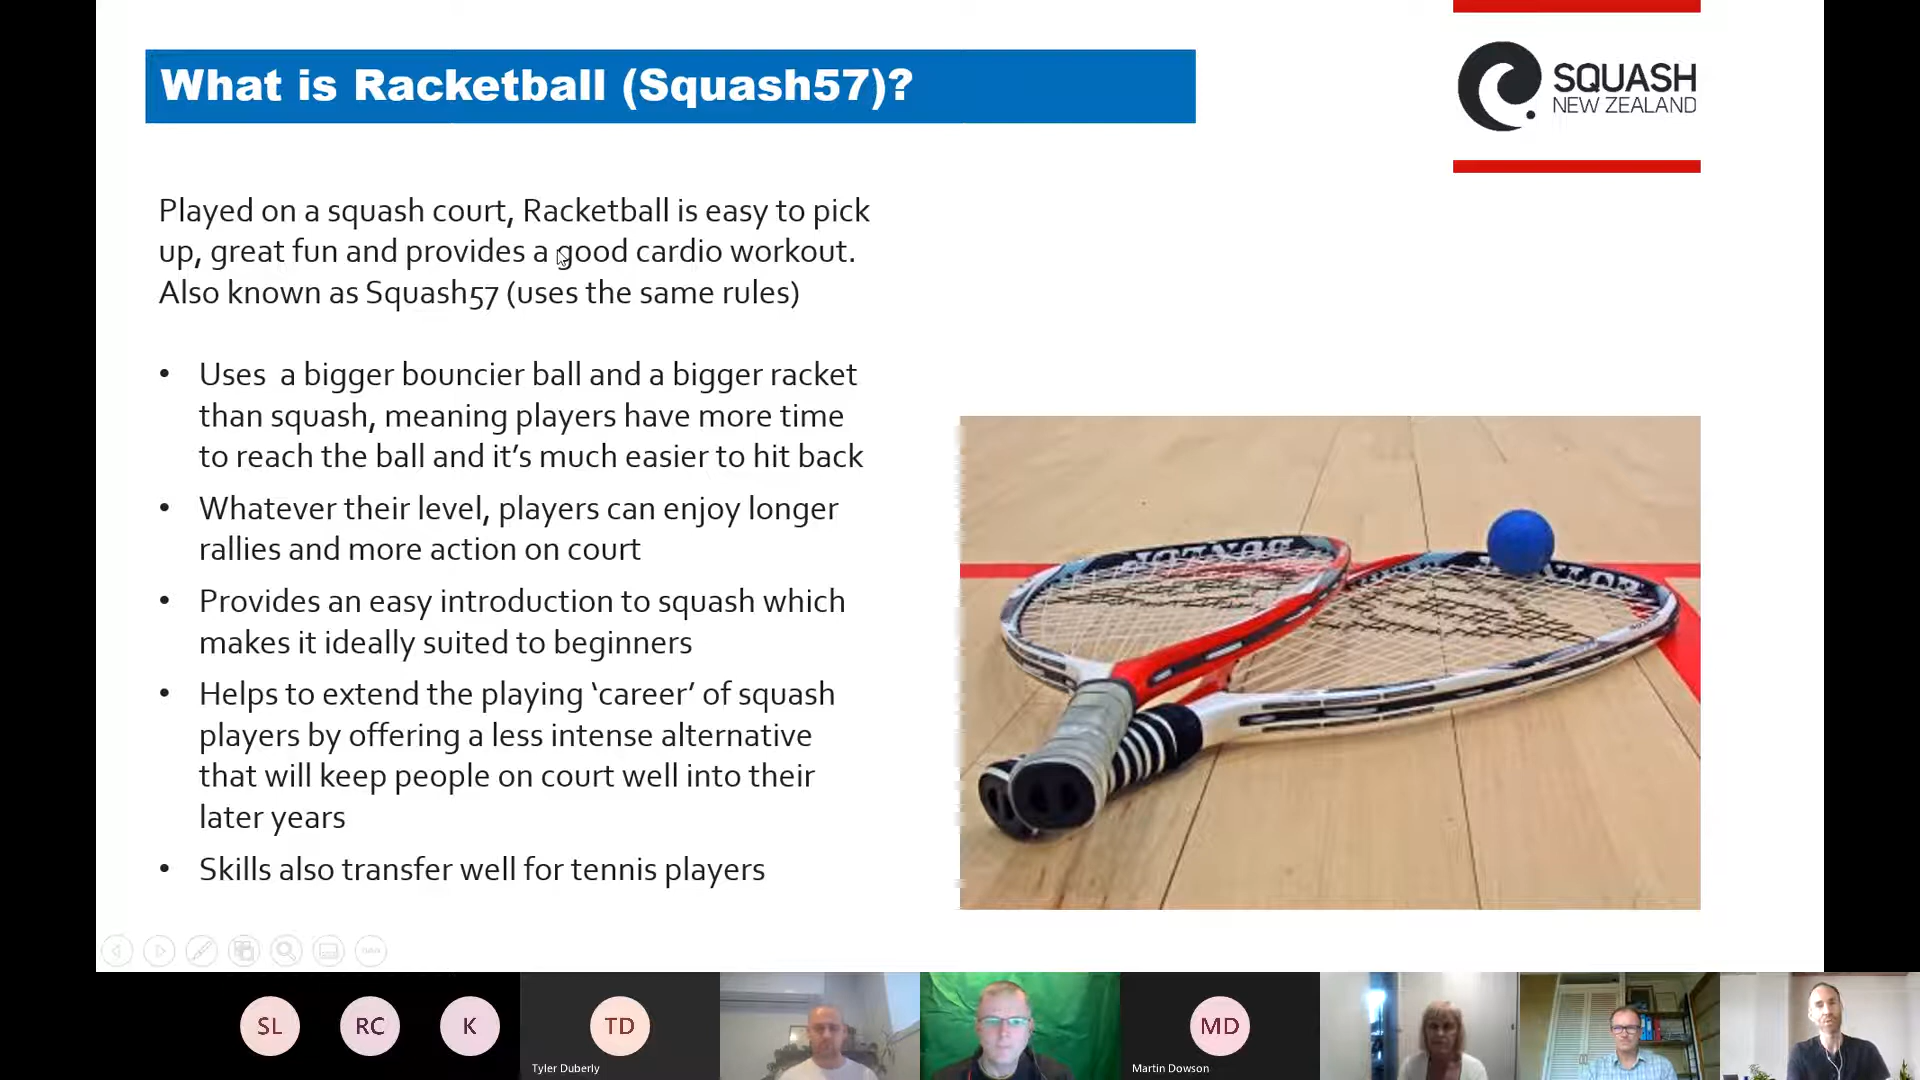 What is Racketball (Squash57)?
SQUASH
NEW ZEALAND
Played on a squash court, Racketball is easy to pick
up, great fun and provides a good cardio workout.
Also known as Squash57 (uses the same rules)
• Uses a bigger bouncier ball and a bigger racket
than squash, meaning players have more time
to reach the ball and it’s much easier to hit back
• Whatever their level, players can enjoy longer
rallies and more action on court
• Provides an easy introduction to squash which
makes it ideally suited to beginners
• Helps to extend the playing ‘career’ of squash
players by offering a less intense alternative
that will keep people on court well into their
later years
• Skills also transfer well for tennis players
DUNLOP
DUNLOP
SL
RC
K
TD
MD
Tyler Duberly
Martin Dowson